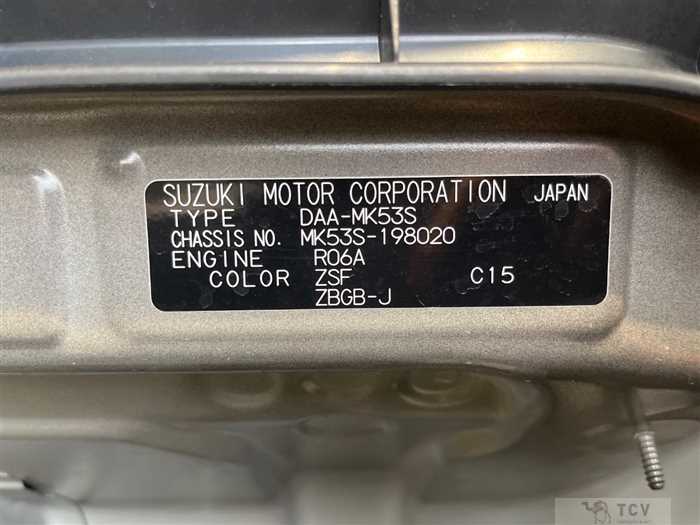 SUZUKI MOTOR CORPORATION JAPAN
TYPE DAA-MK53S
CHASSIS NO. MK53S-198020
ENGINE R06A
COLOR ZSF C15
ZBGB-J
TCV